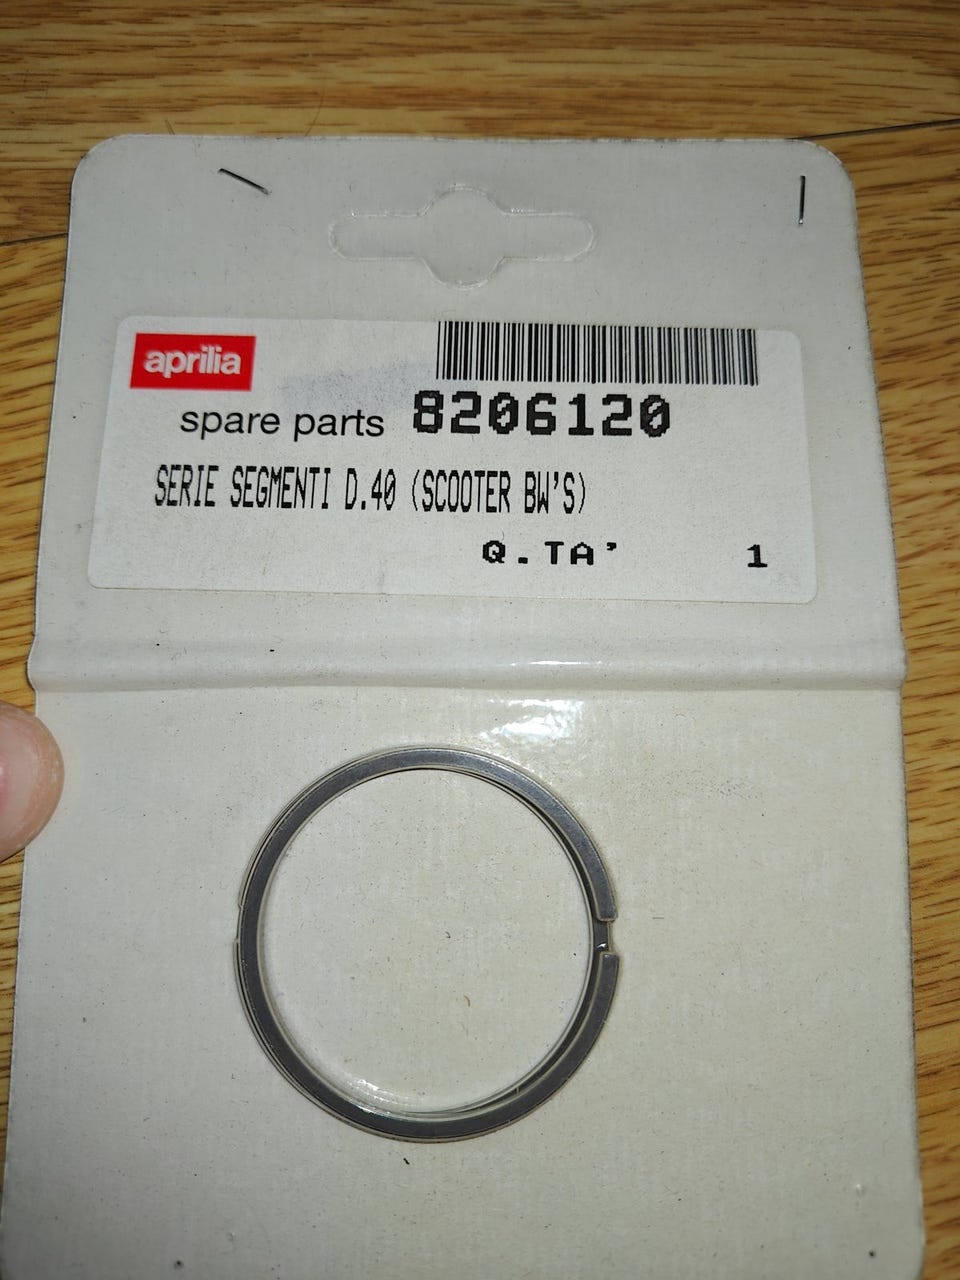 aprilia
spare parts 8206120
SERIE SEGMENTI D.40 (SCOOTER BW'S)
Q.TA' 1